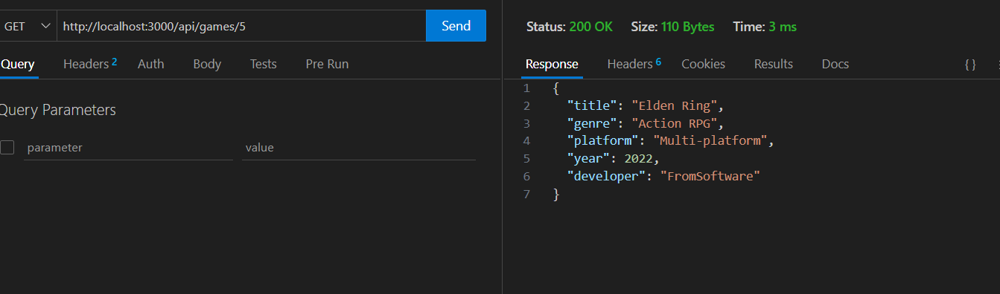 GET http://localhost:3000/api/games/5 Send
Query Headers 2 Auth Body Tests Pre Run
Query Parameters
parameter value
Status: 200 OK Size: 110 Bytes Time: 3 ms
Response Headers 6 Cookies Results Docs { }
1 {
2 "title": "Elden Ring",
3 "genre": "Action RPG",
4 "platform": "Multi-platform",
5 "year": 2022,
6 "developer": "FromSoftware"
7 }